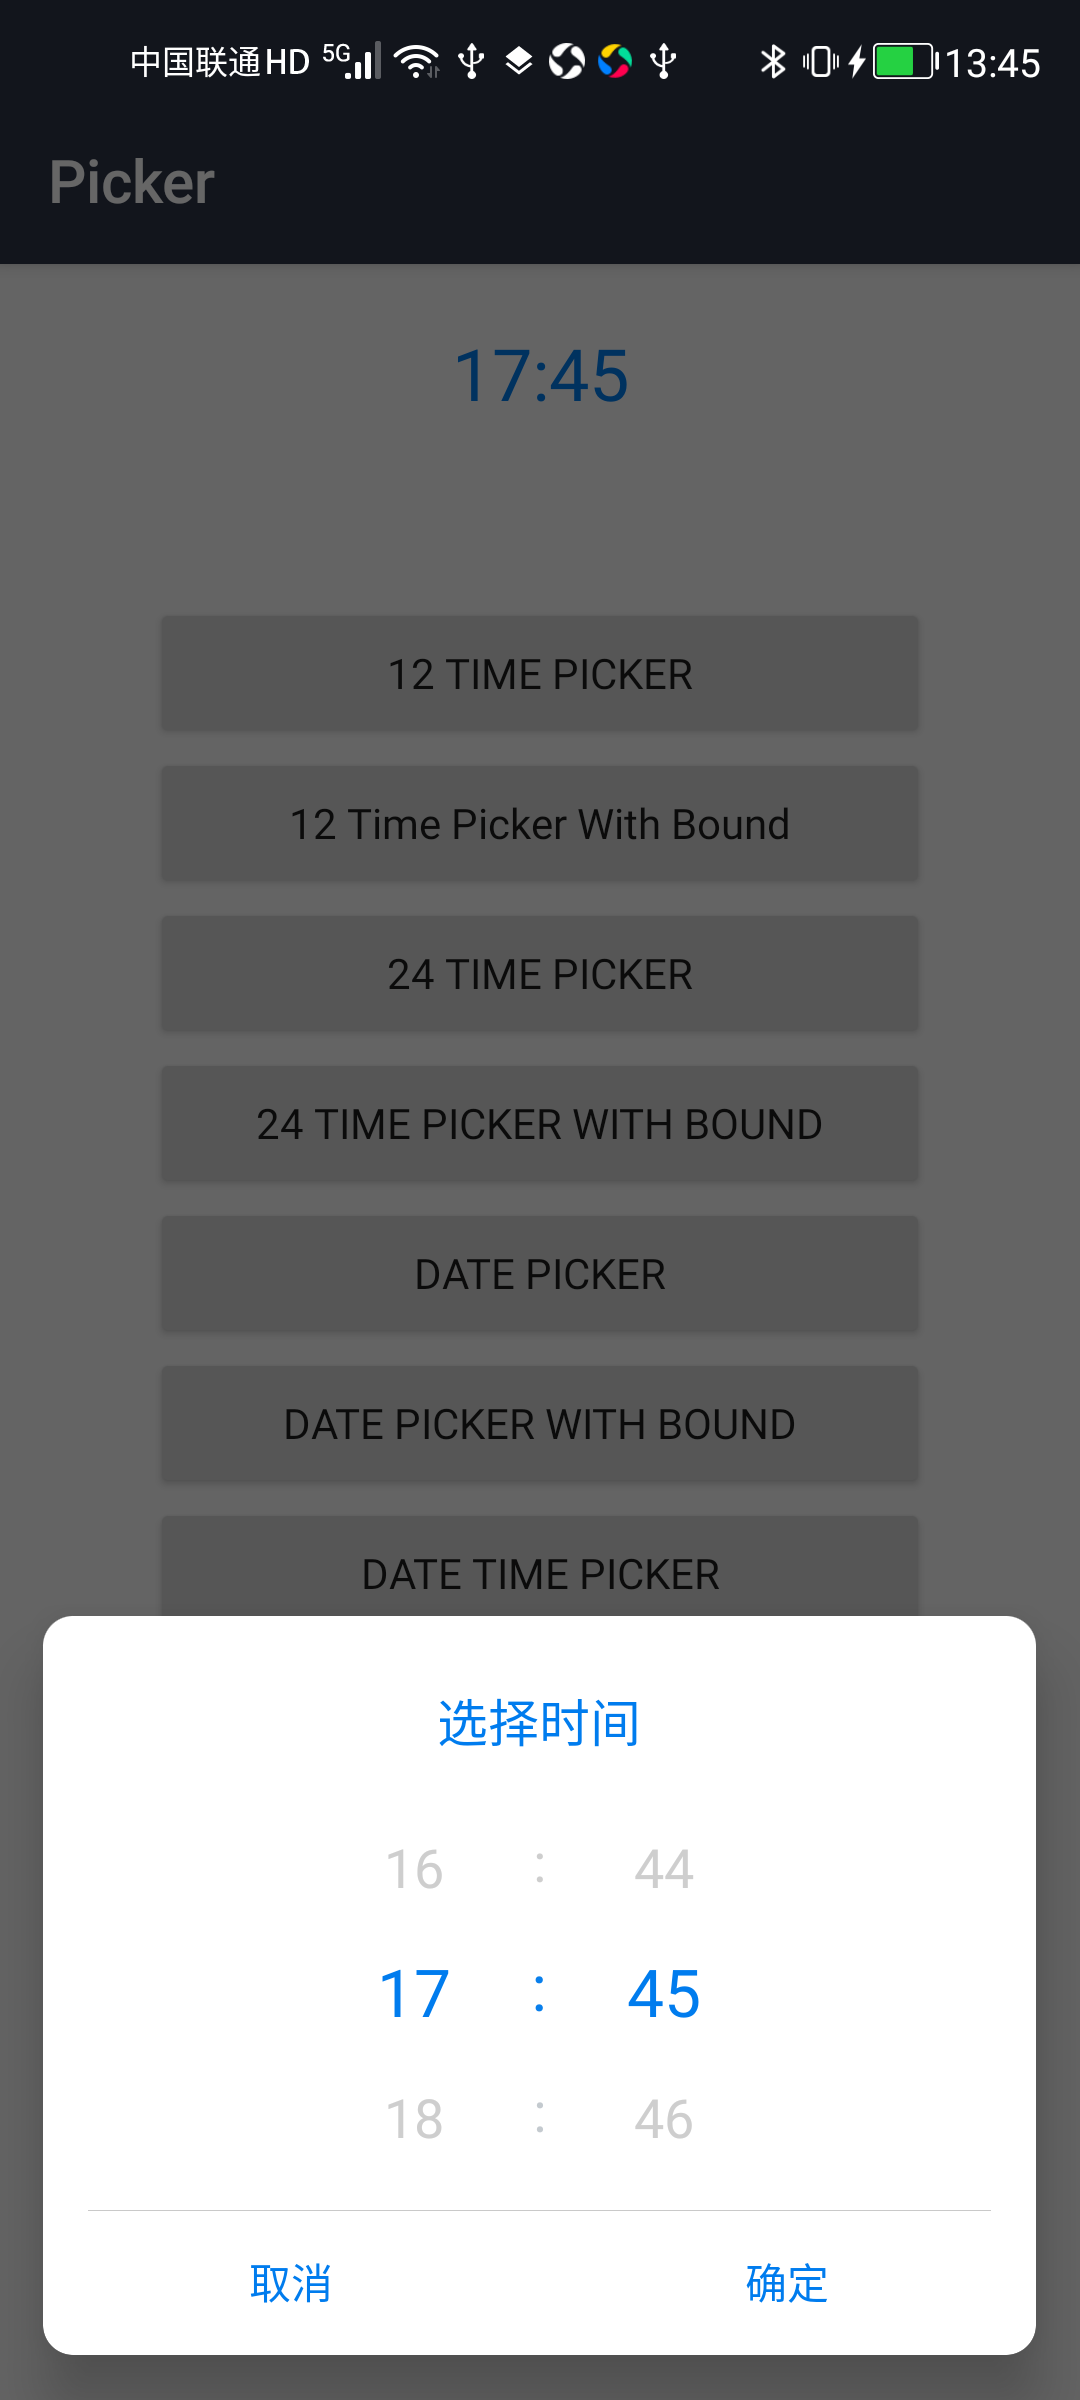 中国联通HD 5G 13:45
Picker
17:45
12 TIME PICKER
12 Time Picker With Bound
24 TIME PICKER
24 TIME PICKER WITH BOUND
DATE PICKER
DATE PICKER WITH BOUND
DATE TIME PICKER
选择时间
16 : 44
17 : 45
18 : 46
取消 确定